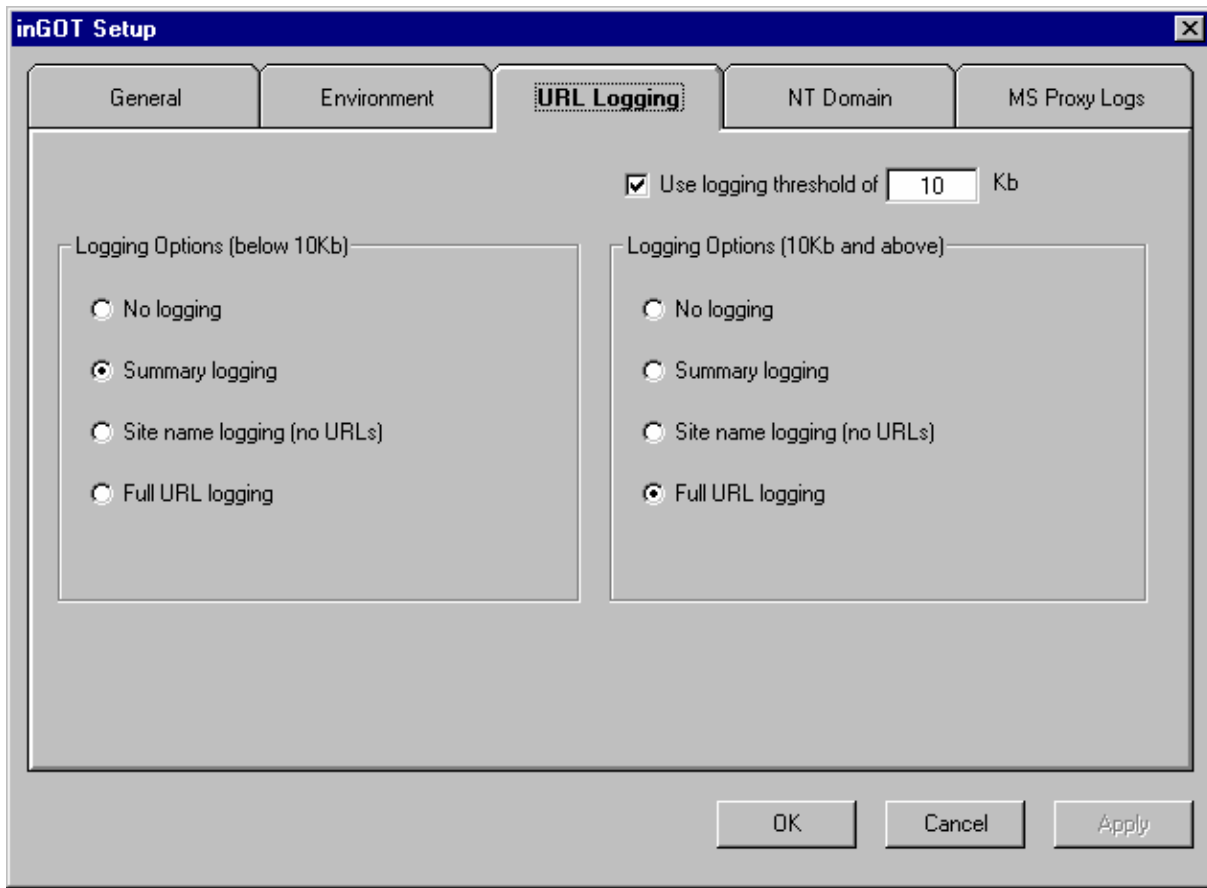 inGOT Setup
General
Environment
URL Logging
NT Domain
MS Proxy Logs
Use logging threshold of 10 Kb
Logging Options (below 10Kb)
No logging
Summary logging
Site name logging (no URLs)
Full URL logging
Logging Options (10Kb and above)
No logging
Summary logging
Site name logging (no URLs)
Full URL logging
OK
Cancel
Apply